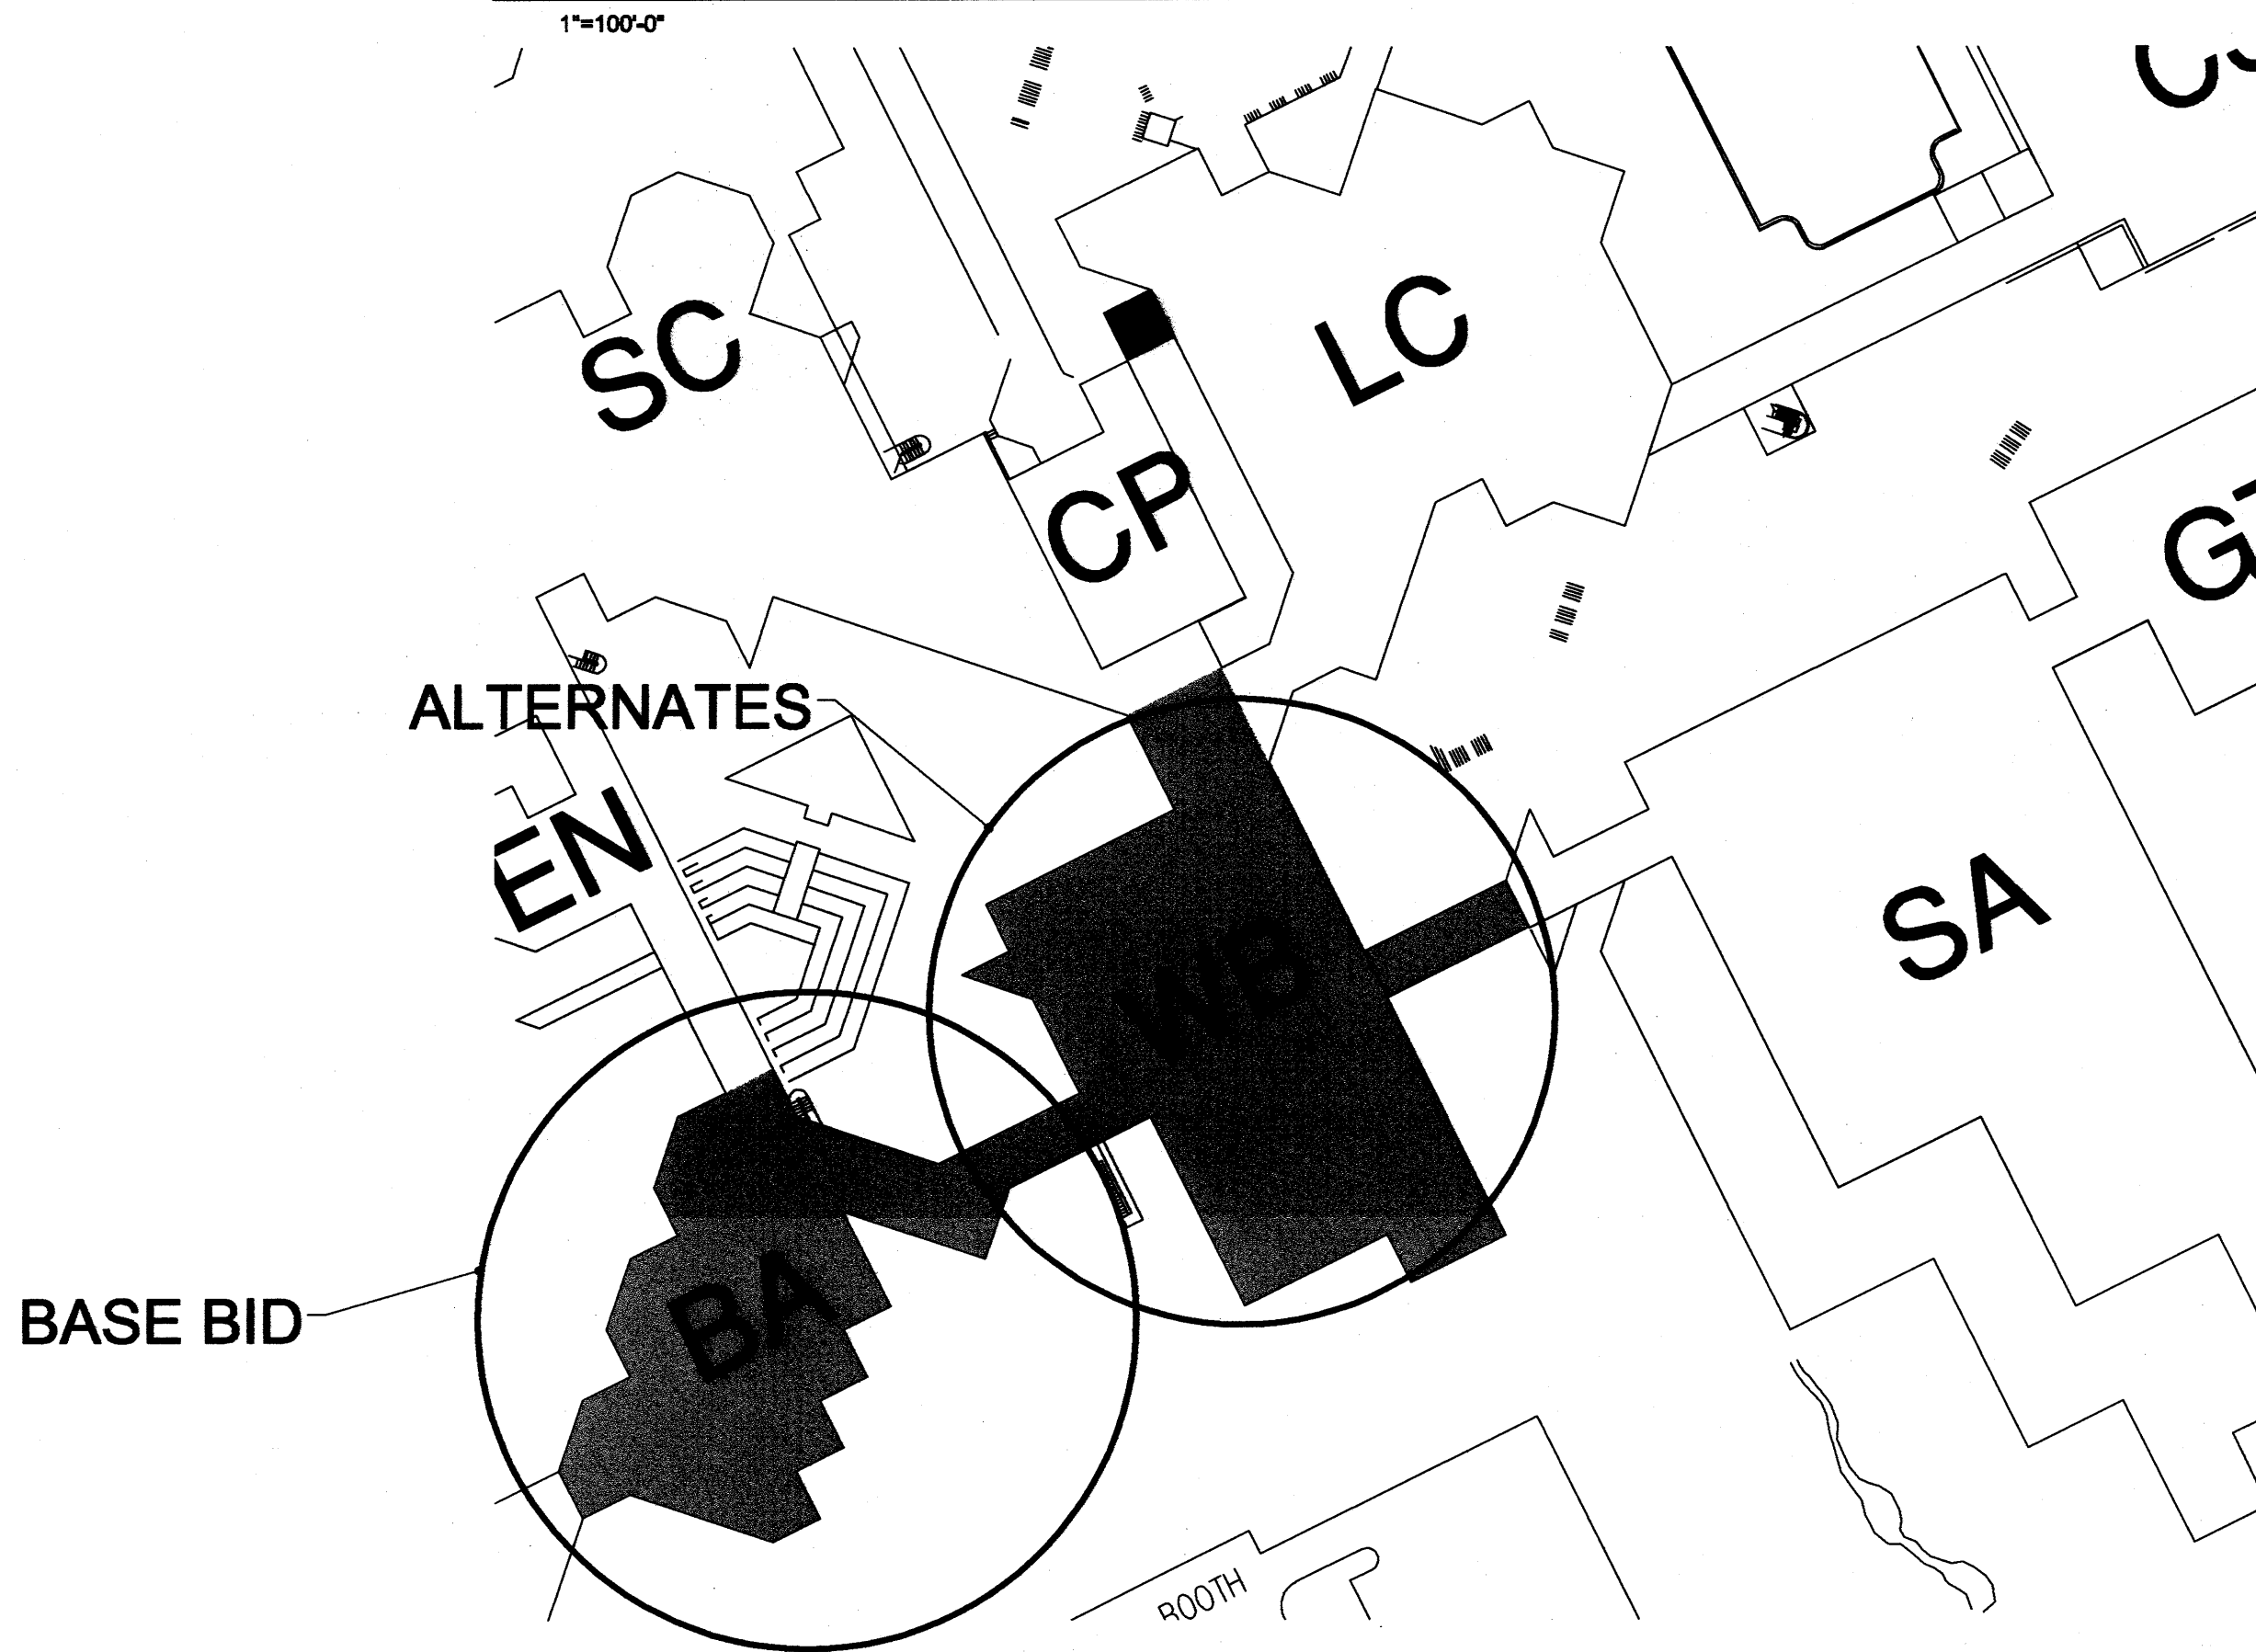 1"=100'-0"
SC
LC
CP
ALTERNATES
EN
SA
WB
BASE BID
BA
BOOTH